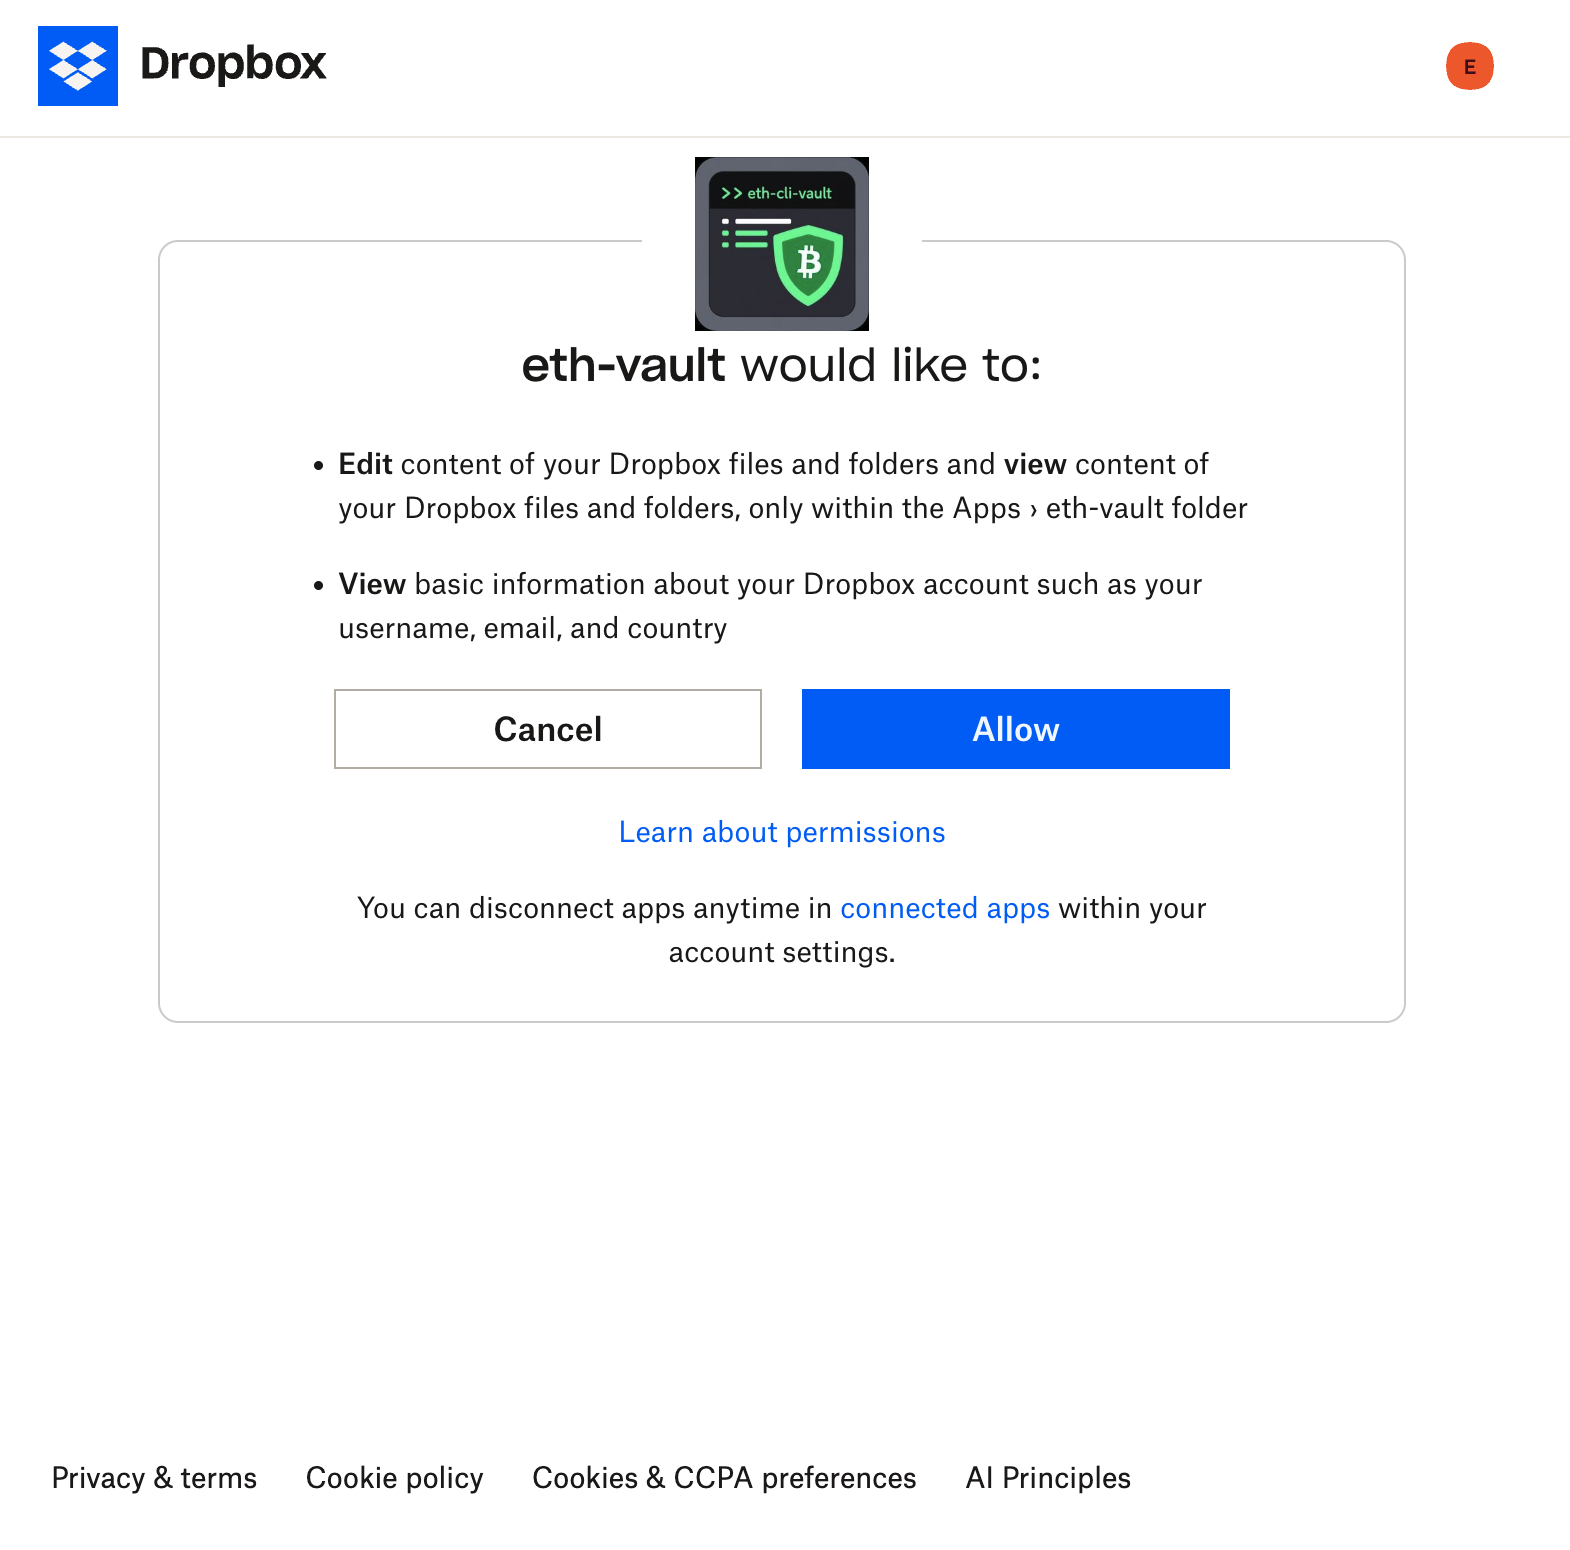 Dropbox
E
>> eth-cli-vault
₿
eth-vault would like to:
• Edit content of your Dropbox files and folders and view content of
your Dropbox files and folders, only within the Apps › eth-vault folder
• View basic information about your Dropbox account such as your
username, email, and country
Cancel
Allow
Learn about permissions
You can disconnect apps anytime in connected apps within your
account settings.
Privacy & terms
Cookie policy
Cookies & CCPA preferences
AI Principles